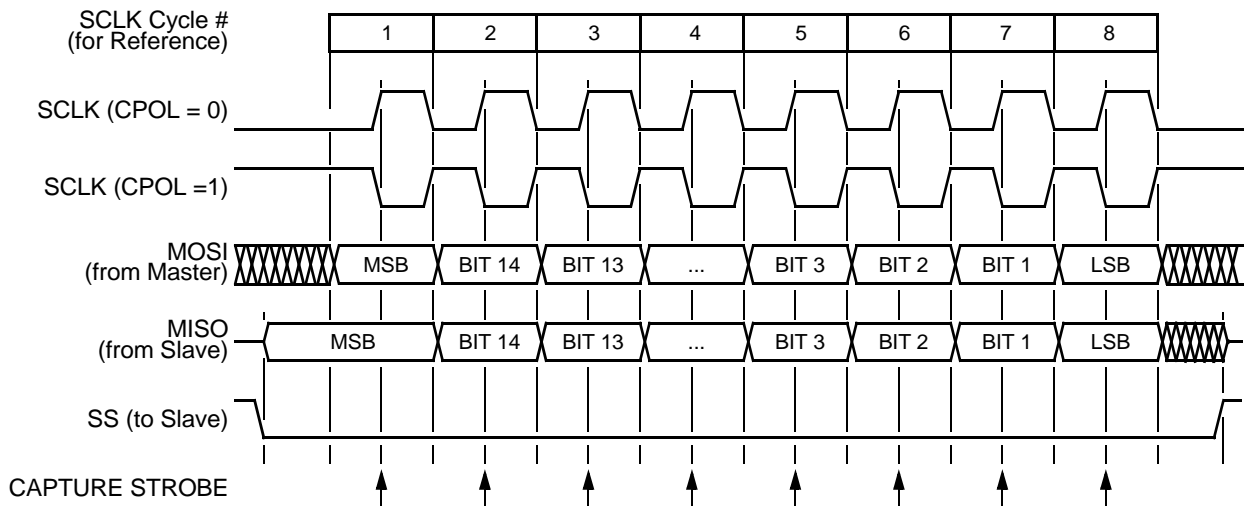 SCLK Cycle #
(for Reference)
1 2 3 4 5 6 7 8
SCLK (CPOL = 0)
SCLK (CPOL =1)
MOSI
(from Master)
MSB BIT 14 BIT 13 ... BIT 3 BIT 2 BIT 1 LSB
MISO
(from Slave)
MSB BIT 14 BIT 13 ... BIT 3 BIT 2 BIT 1 LSB
SS (to Slave)
CAPTURE STROBE